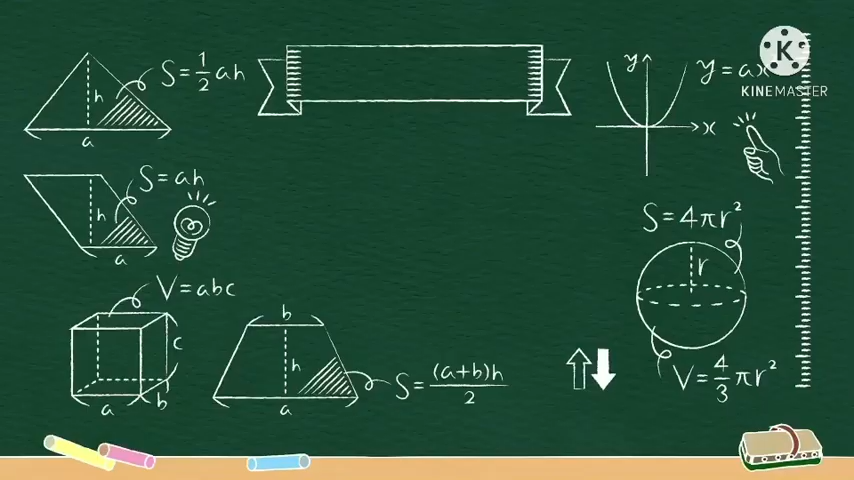 S=1/2 ah
h
a
y
x
y=ax
K
KINEMASTER
S=ah
h
a
V=abc
c
a
b
b
h
a
S=(a+b)h/2
S=4πr²
r
V=4/3 πr²